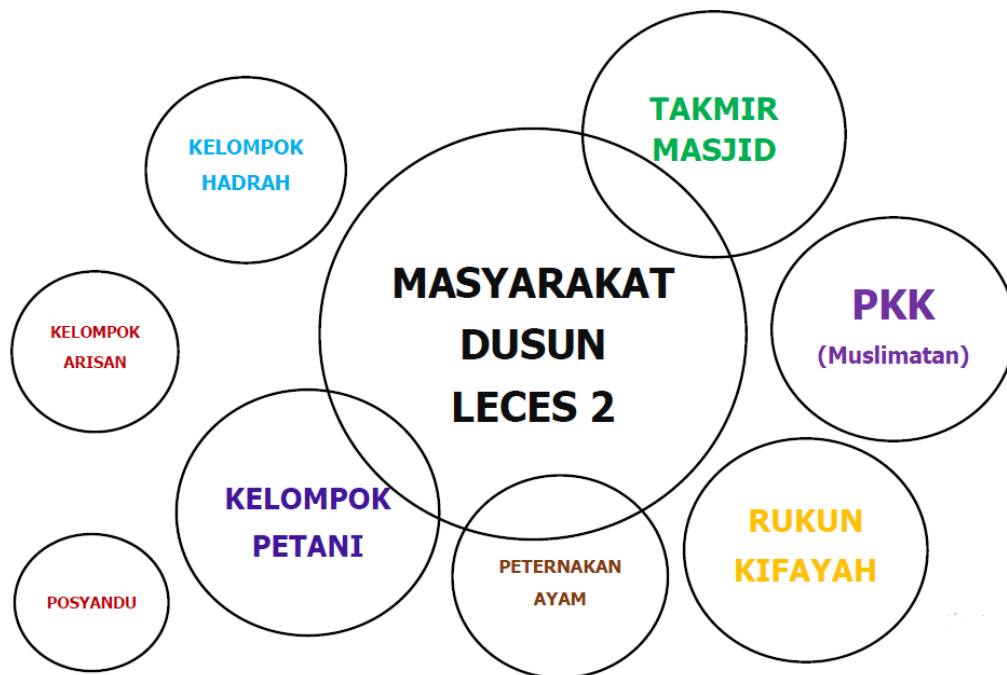 TAKMIR
MASJID
KELOMPOK
HADRAH
MASYARAKAT
DUSUN
LECES 2
PKK
(Muslimatan)
KELOMPOK
ARISAN
KELOMPOK
PETANI
RUKUN
KIFAYAH
PETERNAKAN
AYAM
POSYANDU